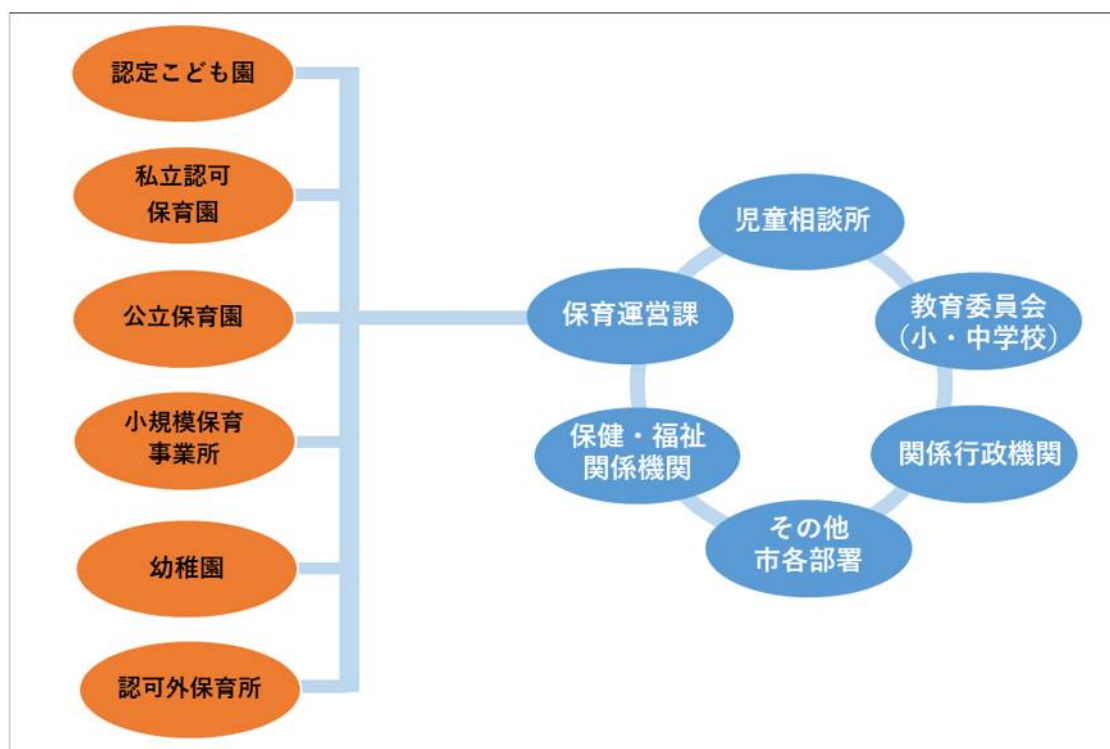 認定こども園
私立認可
保育園
公立保育園
小規模保育
事業所
幼稚園
認可外保育所
児童相談所
保育運営課
教育委員会
(小・中学校)
保健・福祉
関係機関
関係行政機関
その他
市各部署